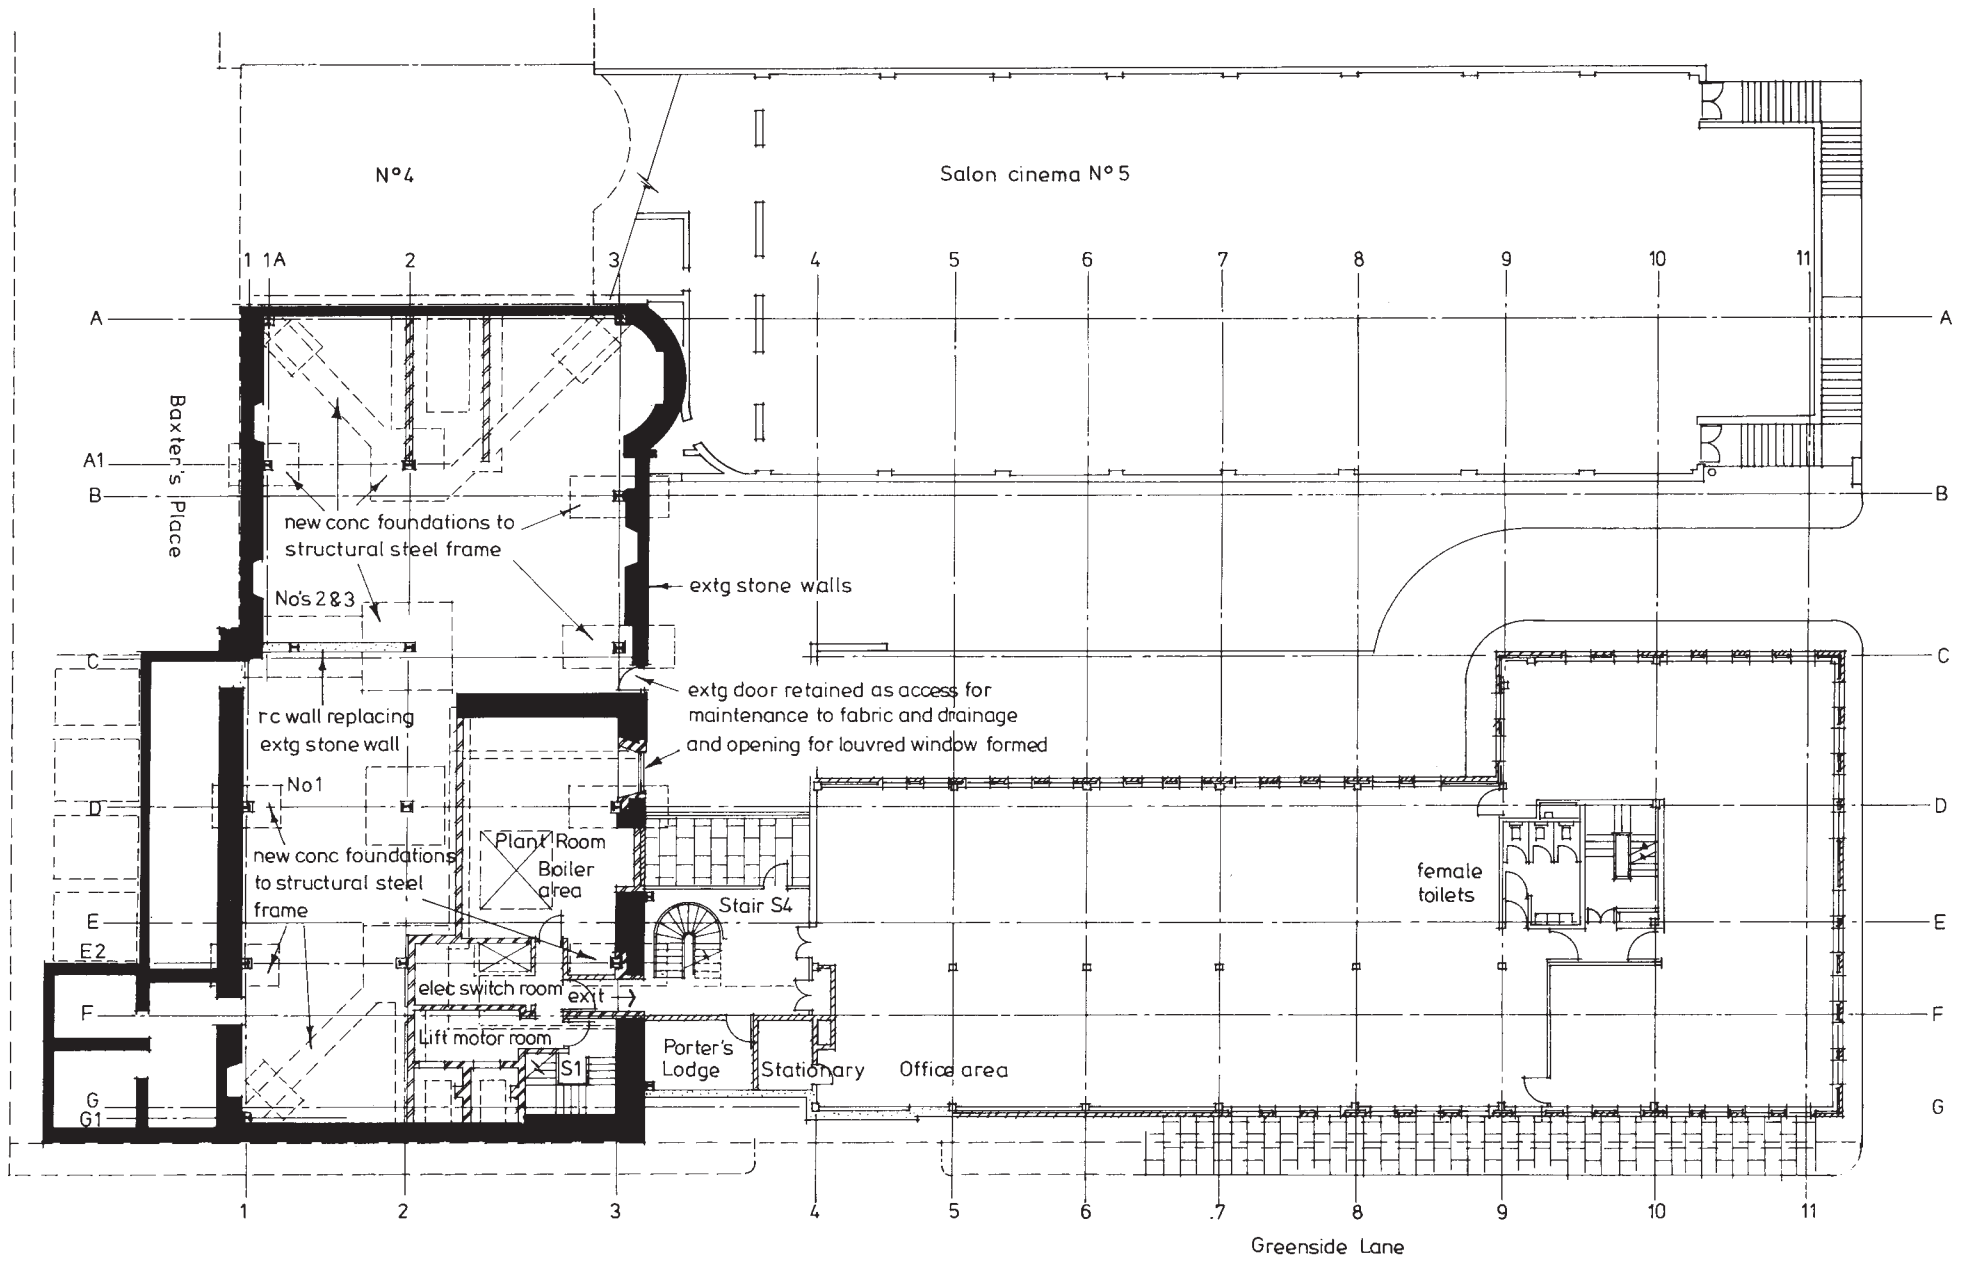 N°4
Salon cinema N° 5
1 1A 2 3 4 5 6 7 8 9 10 11
A A
Baxter's Place
A1
B B
new conc foundations to
structural steel frame
extg stone walls
No's 2&3
C C
rc wall replacing
extg stone wall
extg door retained as access for
maintenance to fabric and drainage
and opening for louvred window formed
No1
D D
new conc foundations
to structural steel
frame
Plant Room
Boiler
area
female
toilets
Stair S4
E E
E2
elec switch room
exit
F F
Lift motor room
Porter's
Lodge
S1
Stationary
Office area
G G
G1
1 2 3 4 5 6 .7 8 9 10 11
Greenside Lane